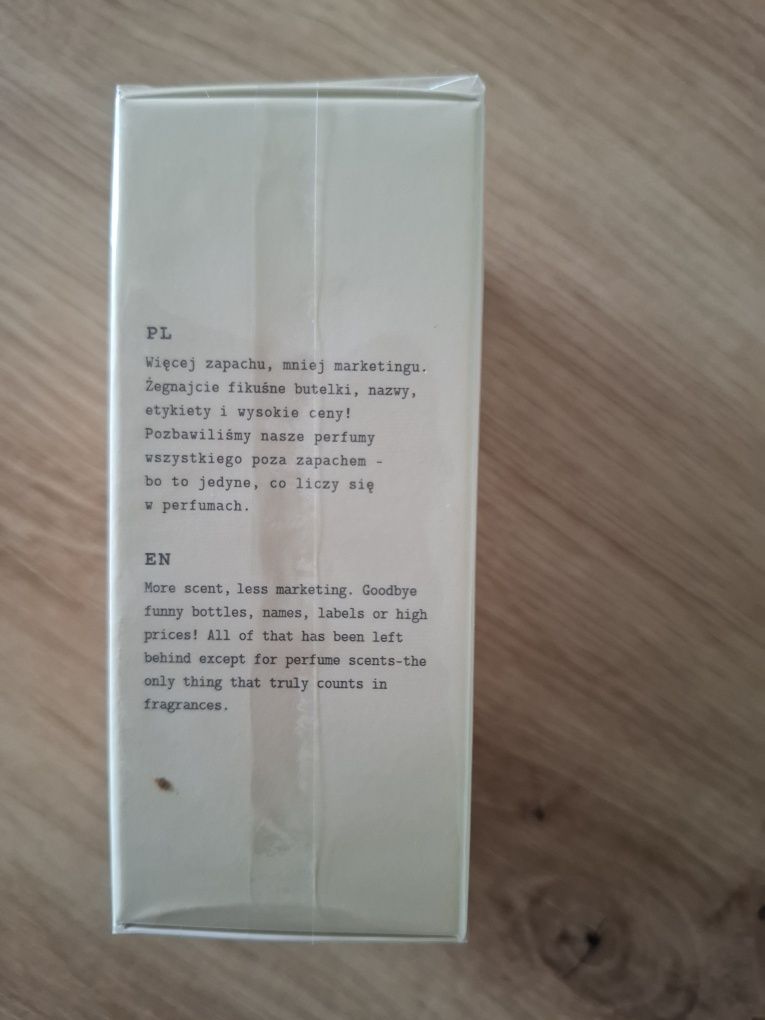 PL
Więcej zapachu, mniej marketingu.
Żegnajcie fikuśne butelki, nazwy,
etykiety i wysokie ceny!
Pozbawiliśmy nasze perfumy
wszystkiego poza zapachem -
bo to jedyne, co liczy się
w perfumach.
EN
More scent, less marketing. Goodbye
funny bottles, names, labels or high
prices! All of that has been left
behind except for perfume scents-the
only thing that truly counts in
fragrances.